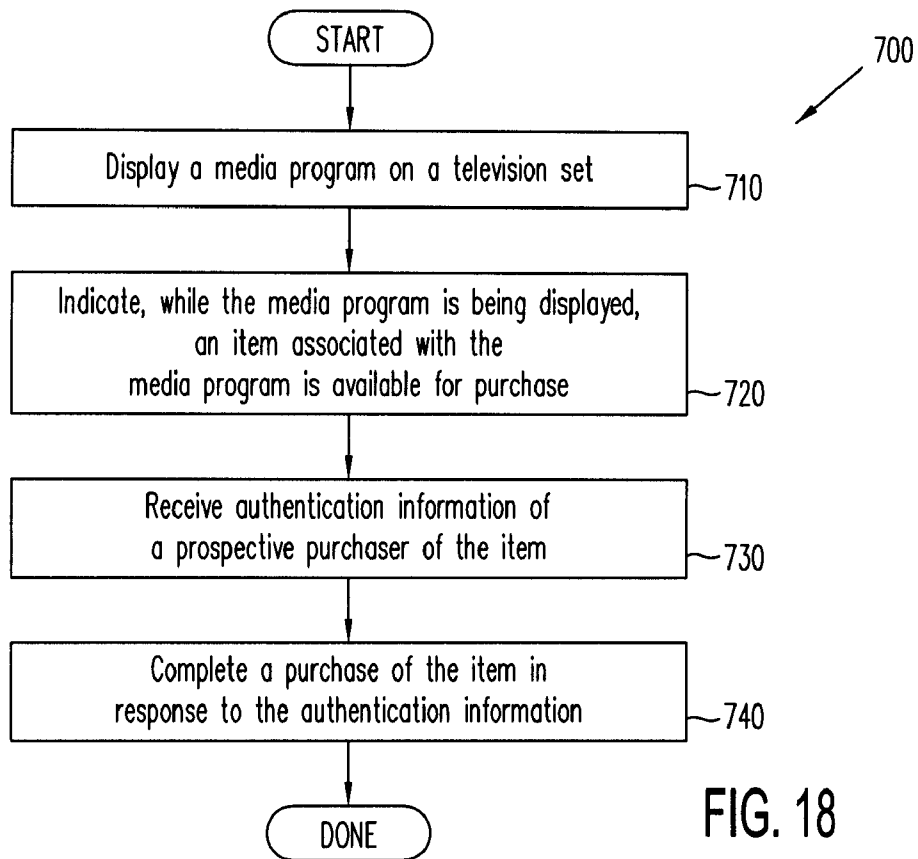 START
700
Display a media program on a television set
710
Indicate, while the media program is being displayed,
an item associated with the
media program is available for purchase
720
Receive authentication information of
a prospective purchaser of the item
730
Complete a purchase of the item in
response to the authentication information
740
DONE
FIG. 18